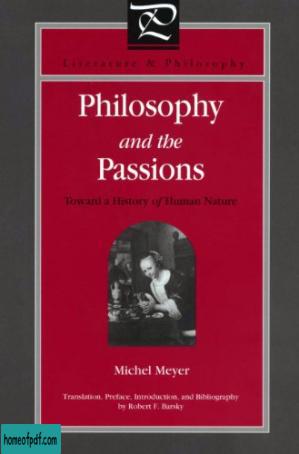 Literature & Philosophy
Philosophy
and the
Passions
Toward a History of Human Nature
Michel Meyer
Translation, Preface, Introduction, and Bibliography
by Robert F. Barsky
homeofpdf.com